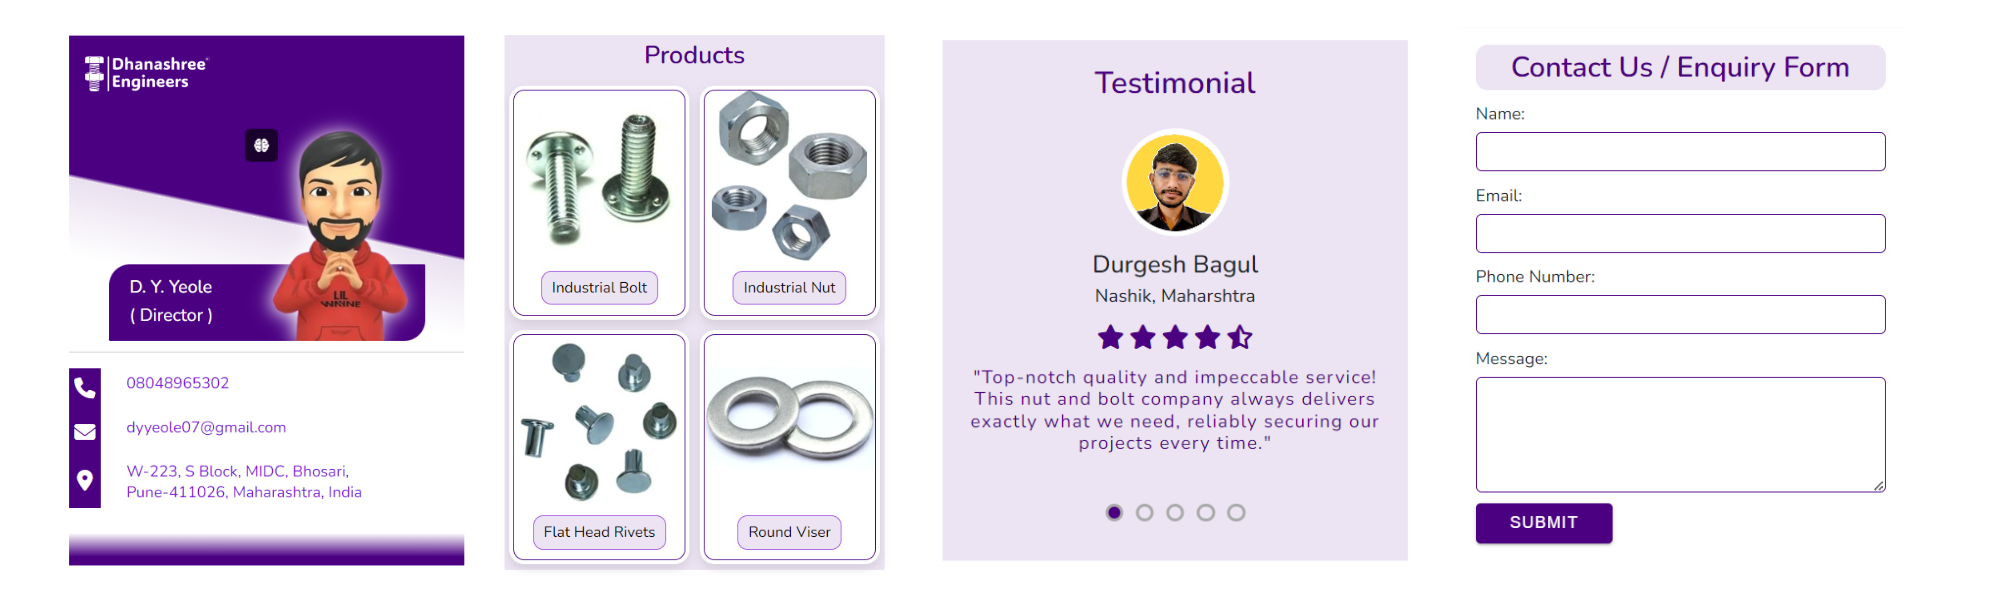 Dhanashree
Engineers
LIL
WNINE
D. Y. Yeole
( Director )
08048965302
dyyeole07@gmail.com
W-223, S Block, MIDC, Bhosari,
Pune-411026, Maharashtra, India
Products
Industrial Bolt
Industrial Nut
Flat Head Rivets
Round Viser
Testimonial
Durgesh Bagul
Nashik, Maharshtra
"Top-notch quality and impeccable service!
This nut and bolt company always delivers
exactly what we need, reliably securing our
projects every time."
Contact Us / Enquiry Form
Name:
Email:
Phone Number:
Message:
SUBMIT